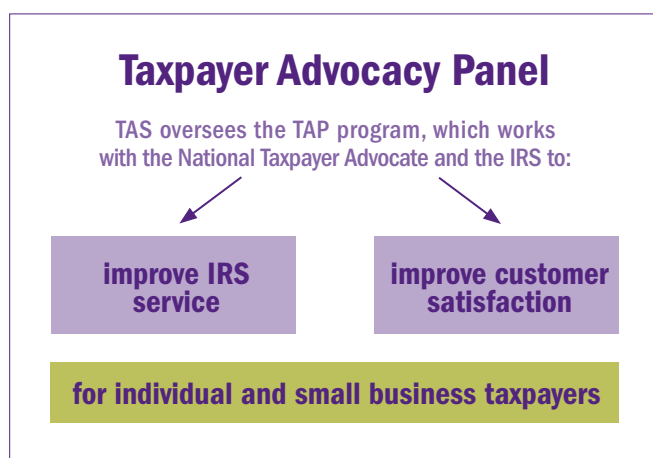 Taxpayer Advocacy Panel
TAS oversees the TAP program, which works
with the National Taxpayer Advocate and the IRS to:
improve IRS
service
improve customer
satisfaction
for individual and small business taxpayers